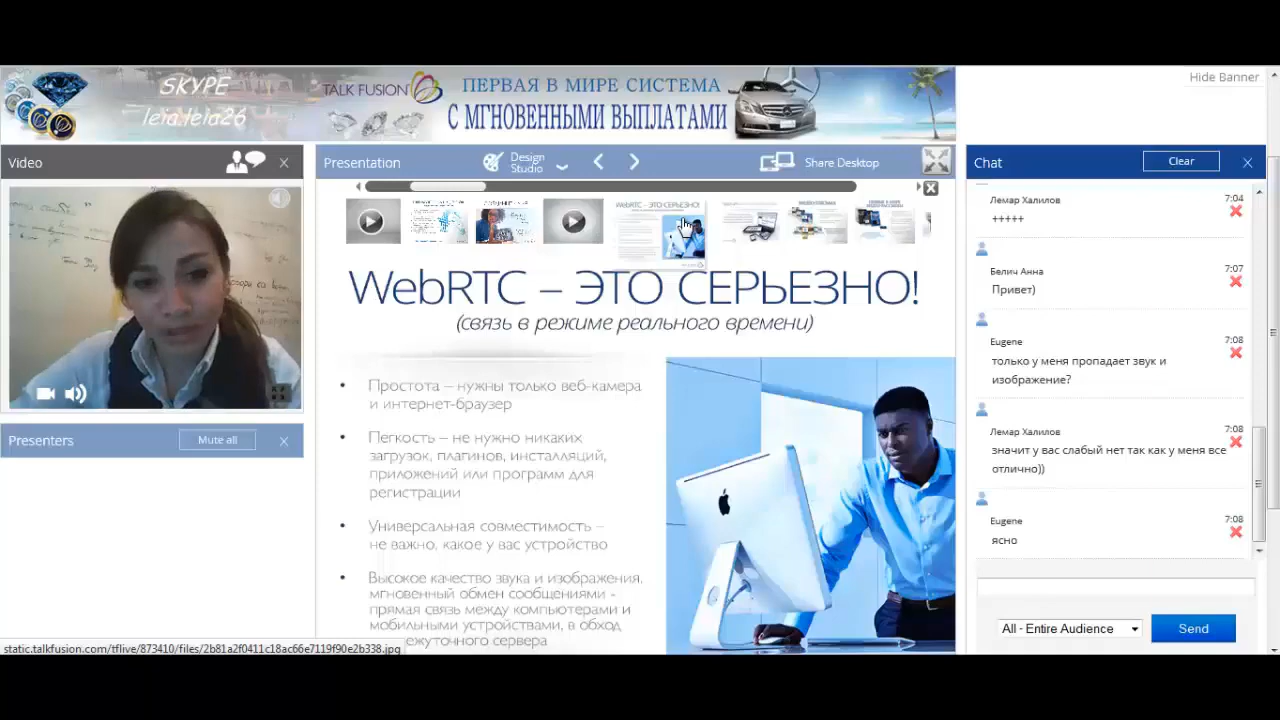 SKYPE
leia.leia26
TALK FUSION
ПЕРВАЯ В МИРЕ СИСТЕМА
С МГНОВЕННЫМИ ВЫПЛАТАМИ
Hide Banner
Video
Presentation
Design
Studio
Share Desktop
Chat
Clear
WebRTC – ЭТО СЕРЬЕЗНО!
WebRTC – ЭТО СЕРЬЕЗНО!
(связь в режиме реального времени)
• Простота – нужны только веб-камера
и интернет-браузер
• Легкость – не нужно никаких
загрузок, плагинов, инсталляций,
приложений или программ для
регистрации
• Универсальная совместимость –
не важно, какое у вас устройство
• Высокое качество звука и изображения,
мгновенный обмен сообщениями -
прямая связь между компьютерами и
мобильными устройствами, в обход
ежуточного сервера
Presenters
Mute all
Лемар Халилов
7:04
+++++
Белич Анна
7:07
Привет)
Eugene
7:08
только у меня пропадает звук и
изображение?
Лемар Халилов
7:08
значит у вас слабый нет так как у меня все
отлично))
Eugene
7:08
ясно
All - Entire Audience
Send
static.talkfusion.com/tflive/873410/files/2b81a2f0411c18ac66e7119f90e2b338.jpg